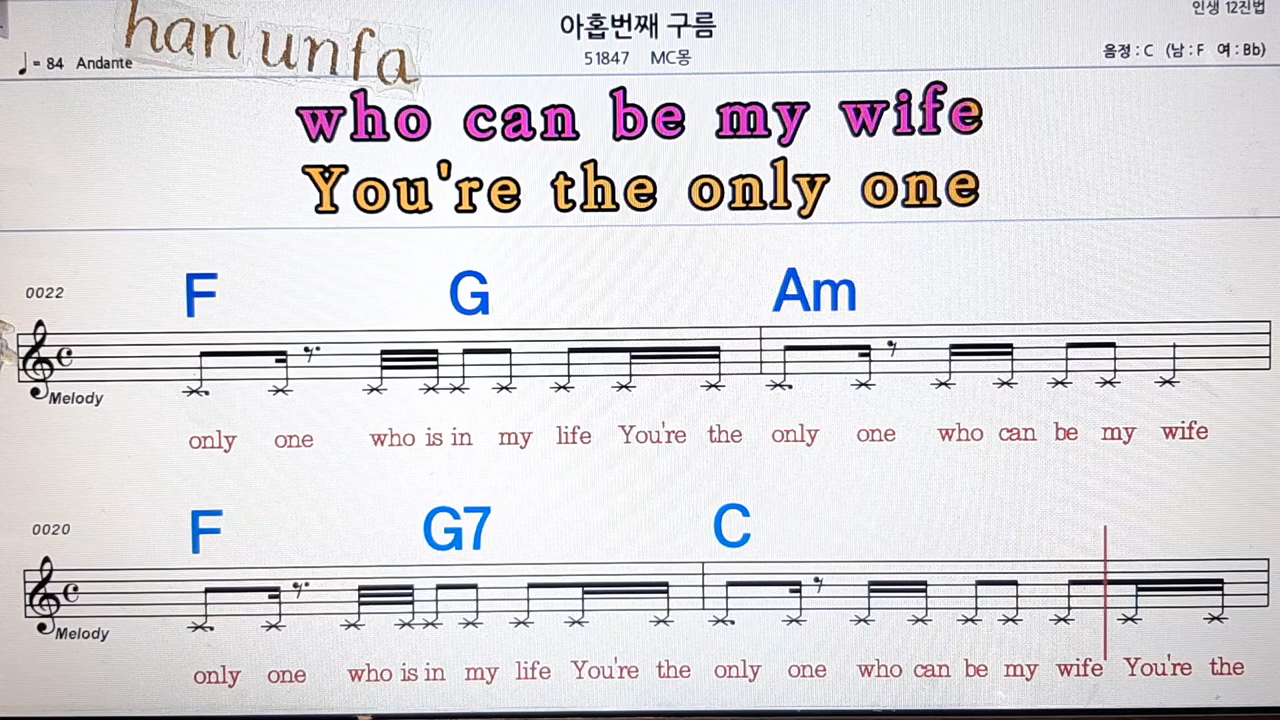 han unfa
아홉번째 구름
인생 12진법
♩= 84 Andante
51847 MC몽
음정 : C (남 : F 여 : Bb)
who can be my wife
You're the only one
F G Am
0022
Melody
only one who is in my life You're the only one who can be my wife
F G7 C
0020
Melody
only one who is in my life You're the only one who can be my wife You're the